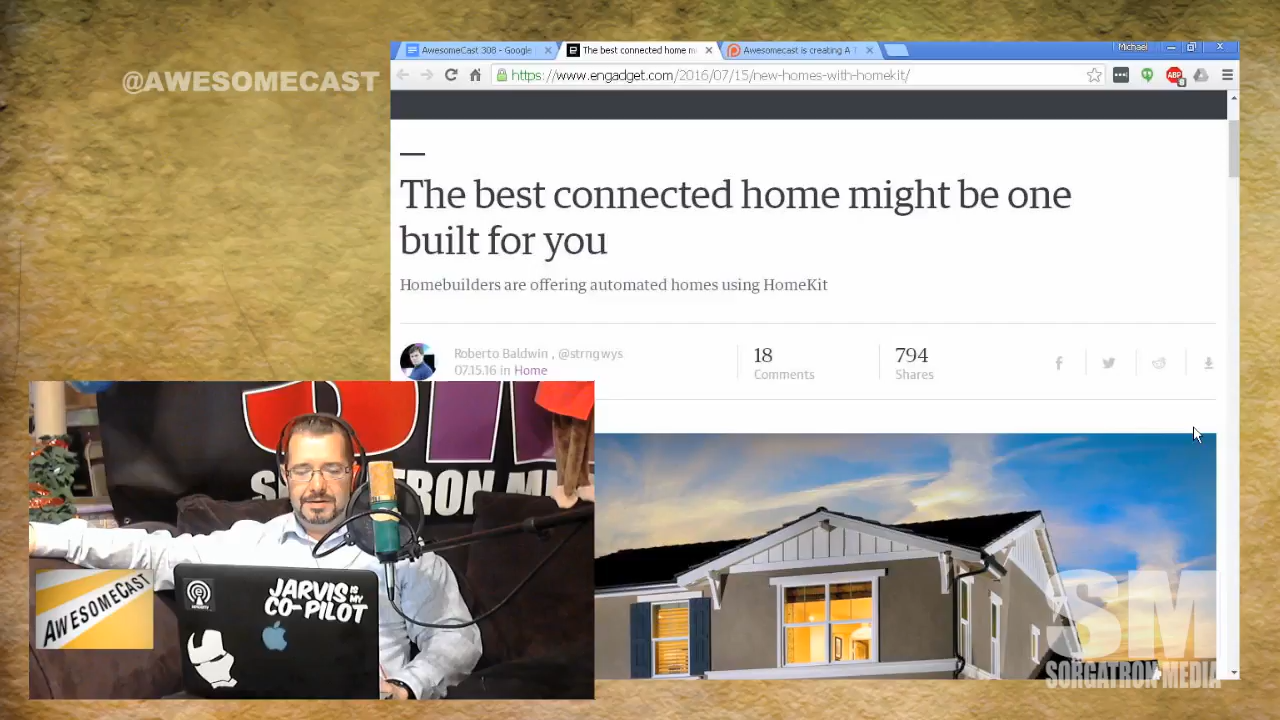 @AWESOMECAST
AwesomeCast 308 - Google
The best connected home m
Awesomecast is creating A T
Michael
https://www.engadget.com/2016/07/15/new-homes-with-homekit/
ABP
The best connected home might be one
built for you
Homebuilders are offering automated homes using HomeKit
Roberto Baldwin , @strngwys
07.15.16 in Home
18
Comments
794
Shares
JARVIS IS MY
CO-PILOT
AWESOMECAST
SM
SORGATRON MEDIA